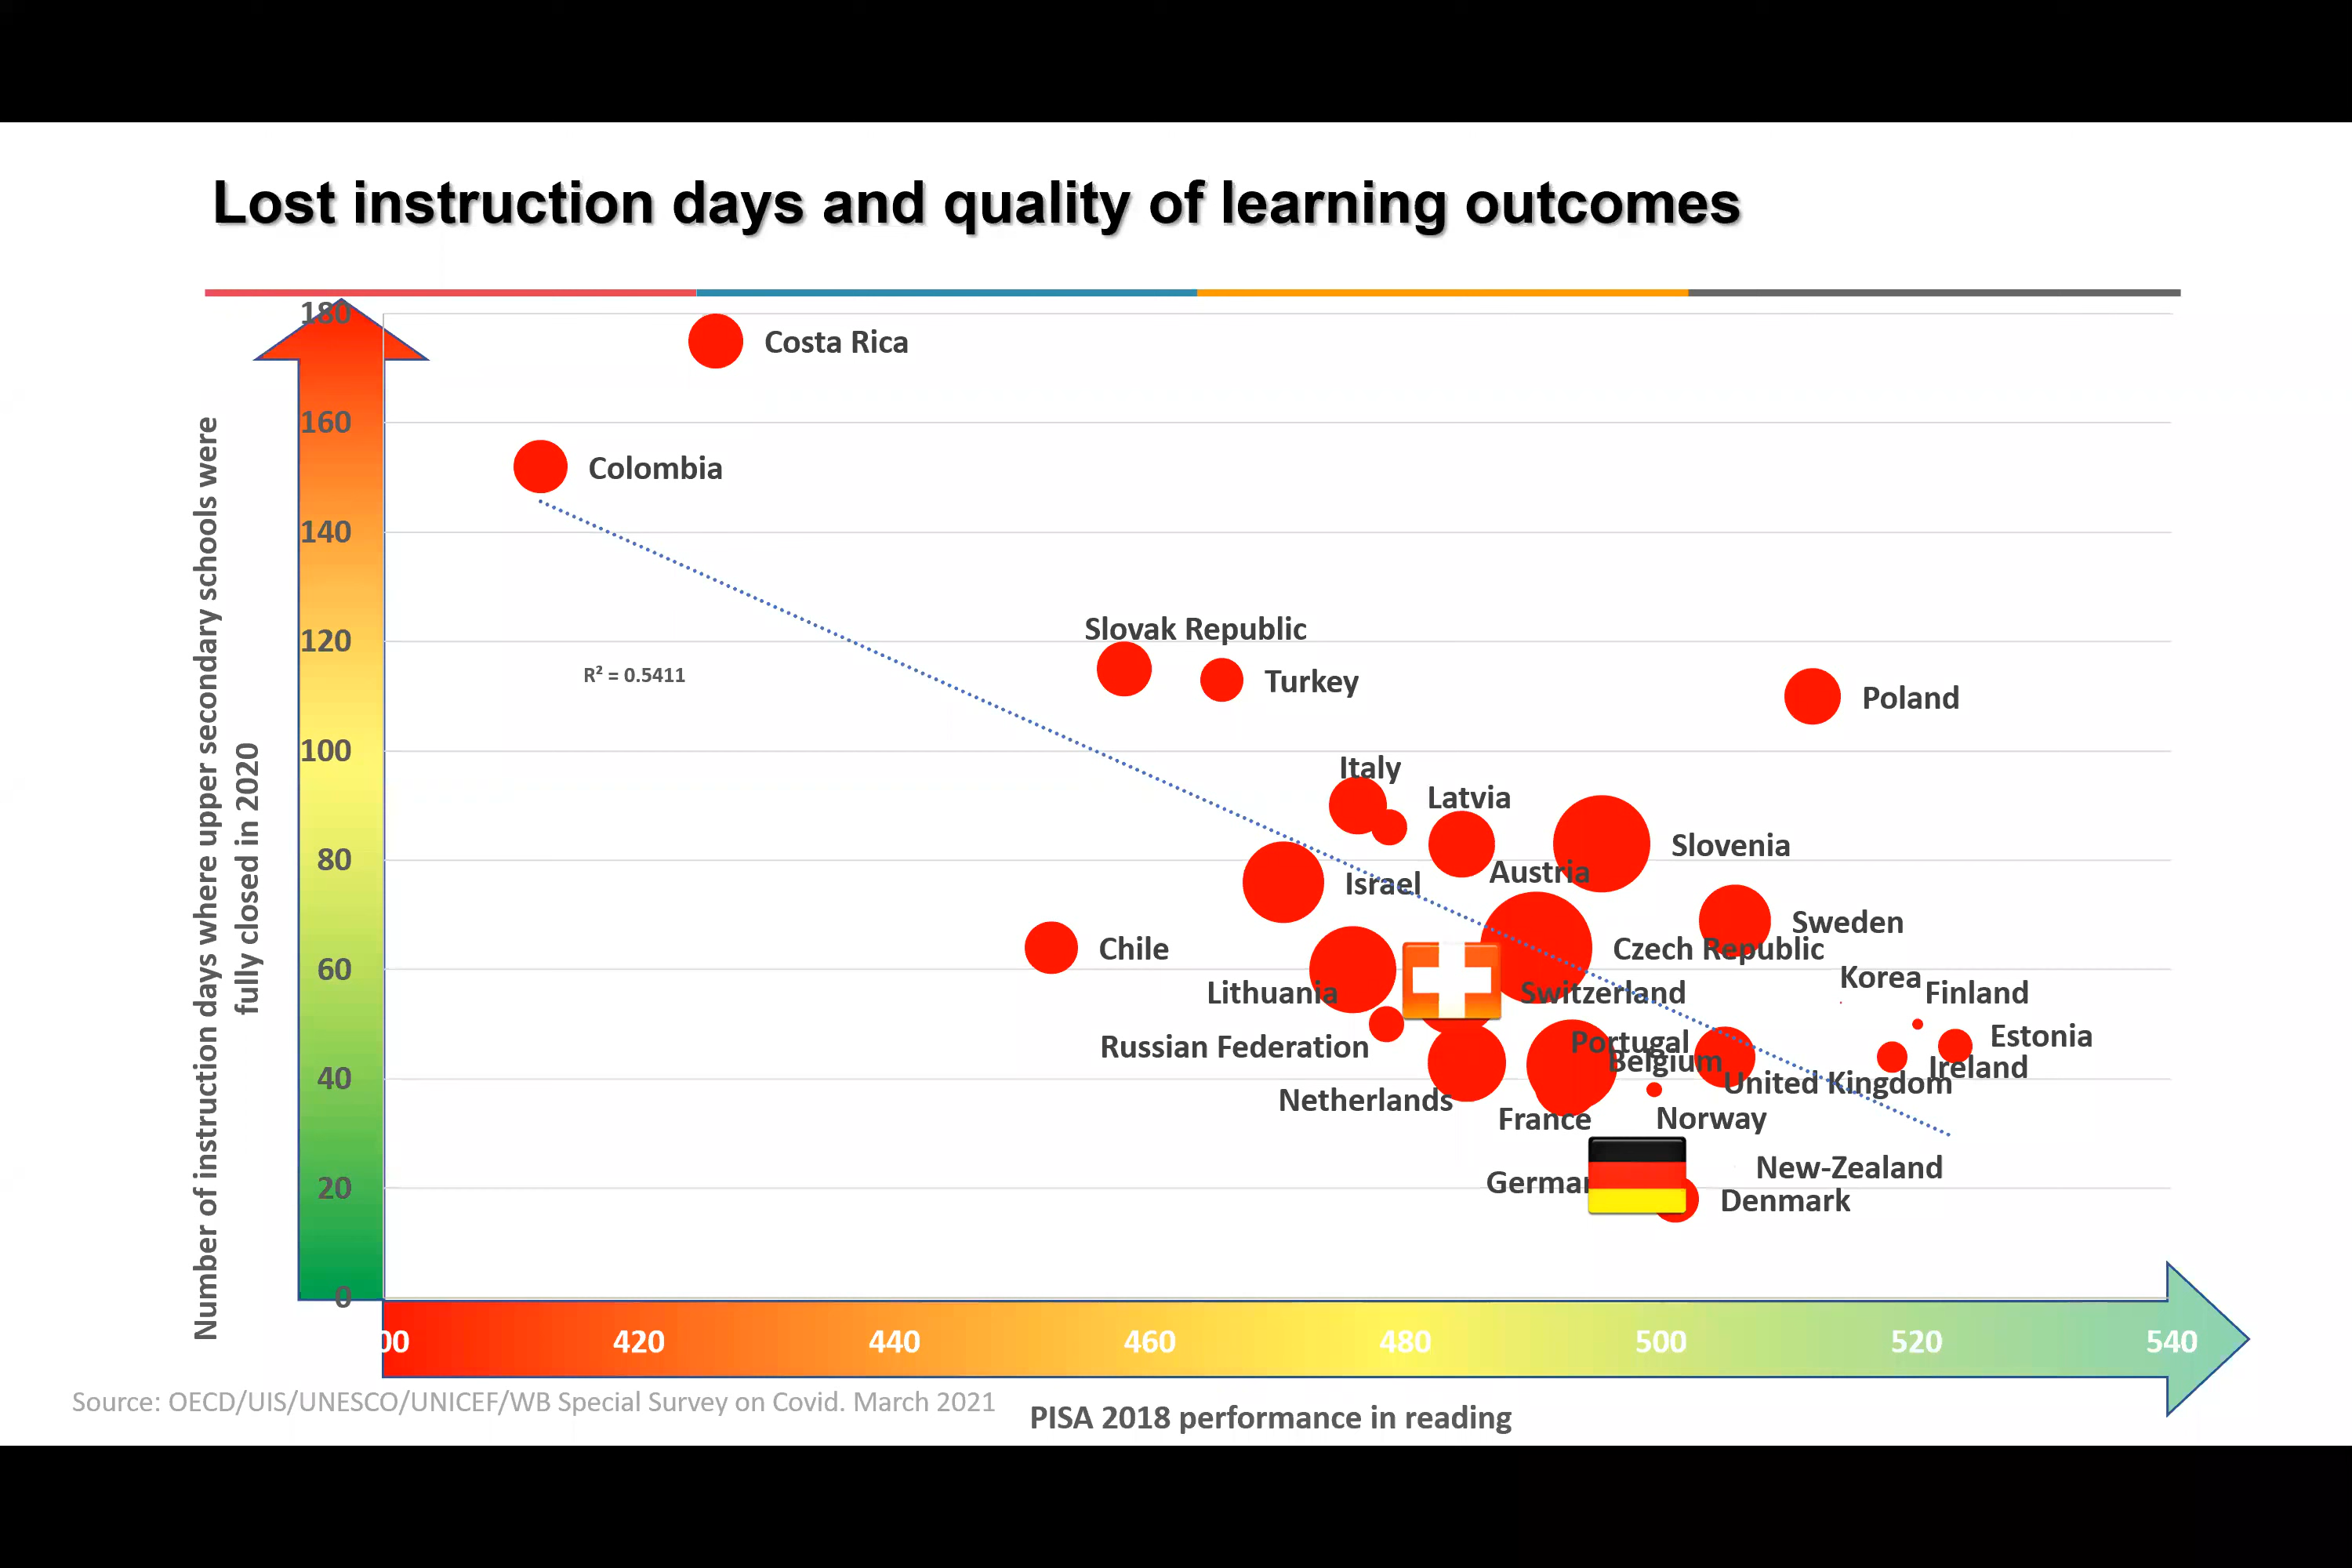 Lost instruction days and quality of learning outcomes
180
Costa Rica
160
Colombia
140
Slovak Republic
120
R² = 0.5411
Turkey
Poland
100
Italy
Latvia
Slovenia
80
Austria
Israel
Sweden
Chile
Czech Republic
60
Korea
Lithuania
Switzerland
Finland
Russian Federation
Portugal
Estonia
Belgium
Ireland
40
United Kingdom
Netherlands
France
Norway
New-Zealand
German
20
Denmark
0
Number of instruction days where upper secondary schools were
fully closed in 2020
00 420 440 460 480 500 520 540
Source: OECD/UIS/UNESCO/UNICEF/WB Special Survey on Covid. March 2021
PISA 2018 performance in reading